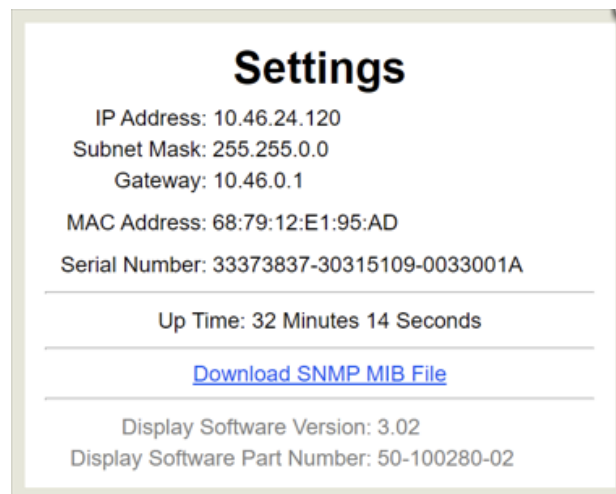 Settings
IP Address: 10.46.24.120
Subnet Mask: 255.255.0.0
Gateway: 10.46.0.1
MAC Address: 68:79:12:E1:95:AD
Serial Number: 33373837-30315109-0033001A
Up Time: 32 Minutes 14 Seconds
Download SNMP MIB File
Display Software Version: 3.02
Display Software Part Number: 50-100280-02